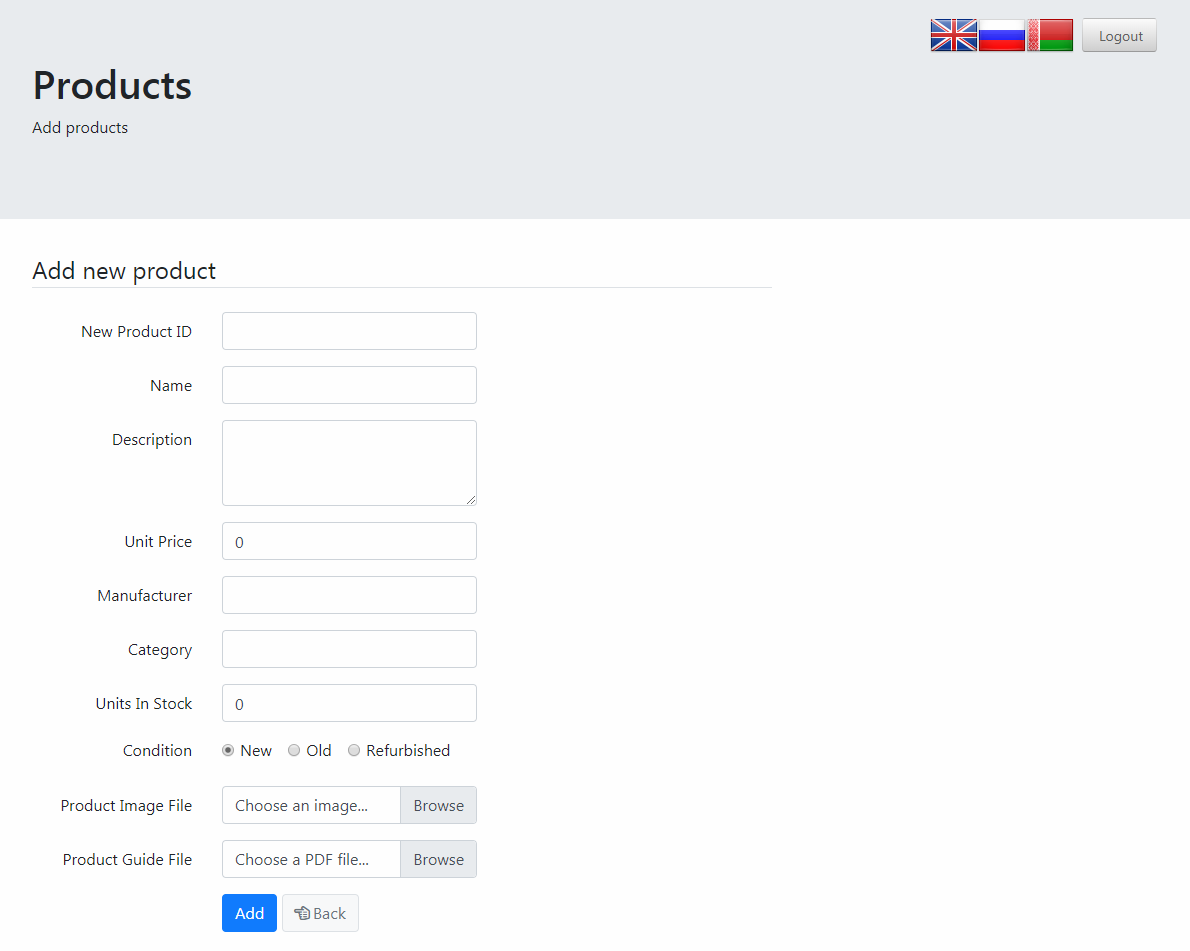 Logout
Products
Add products
Add new product
New Product ID
Name
Description
Unit Price 0
Manufacturer
Category
Units In Stock 0
Condition New Old Refurbished
Product Image File Choose an image... Browse
Product Guide File Choose a PDF file... Browse
Add Back